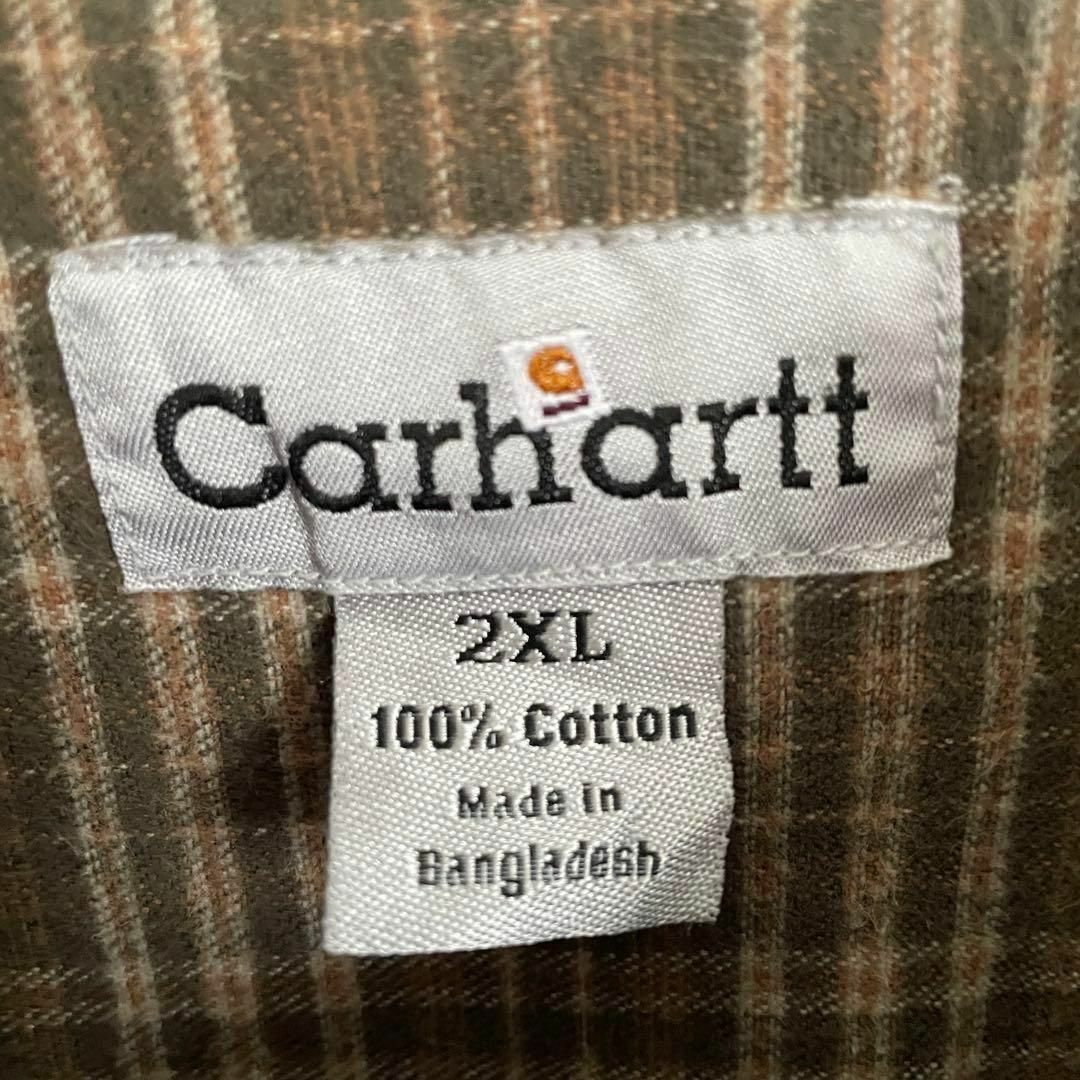 Carhartt
2XL
100% Cotton
Made in
Bangladesh